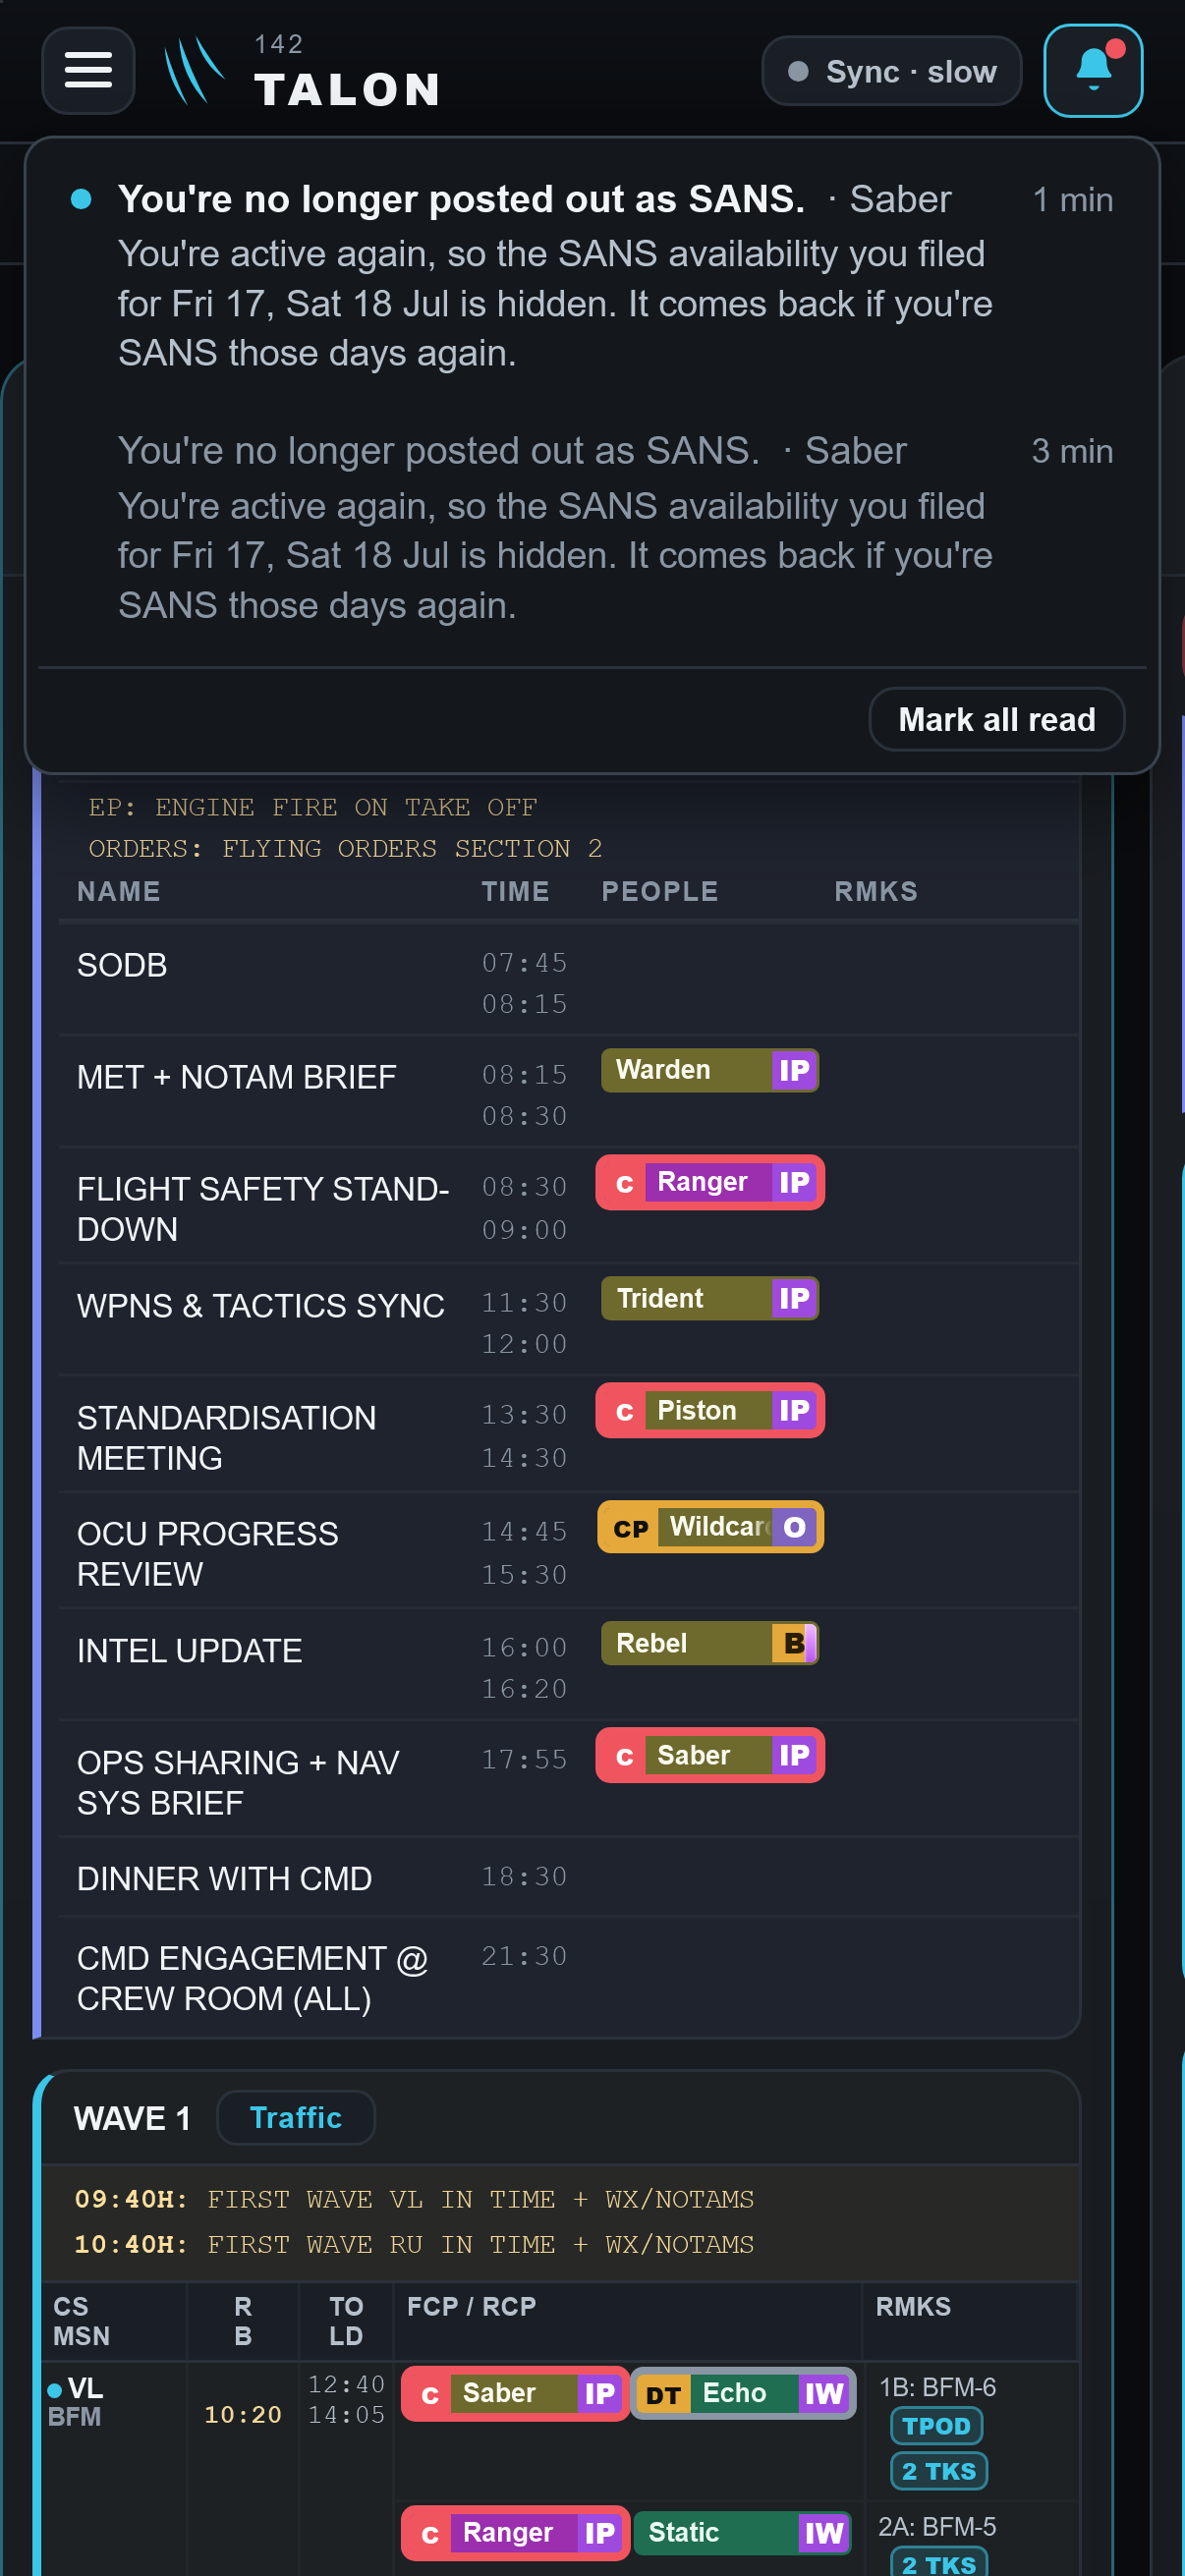 142
TALON
Sync · slow
You're no longer posted out as SANS. · Saber 1 min
You're active again, so the SANS availability you filed
for Fri 17, Sat 18 Jul is hidden. It comes back if you're
SANS those days again.
You're no longer posted out as SANS. · Saber 3 min
You're active again, so the SANS availability you filed
for Fri 17, Sat 18 Jul is hidden. It comes back if you're
SANS those days again.
Mark all read
EP: ENGINE FIRE ON TAKE OFF
ORDERS: FLYING ORDERS SECTION 2
NAME TIME PEOPLE RMKS
SODB 07:45
08:15
MET + NOTAM BRIEF 08:15 Warden IP
08:30
FLIGHT SAFETY STAND- 08:30 C Ranger IP
DOWN 09:00
WPNS & TACTICS SYNC 11:30 Trident IP
12:00
STANDARDISATION 13:30 C Piston IP
MEETING 14:30
OCU PROGRESS 14:45 CP Wildcar O
REVIEW 15:30
INTEL UPDATE 16:00 Rebel B
16:20
OPS SHARING + NAV 17:55 C Saber IP
SYS BRIEF
DINNER WITH CMD 18:30
CMD ENGAGEMENT @ 21:30
CREW ROOM (ALL)
WAVE 1 Traffic
09:40H: FIRST WAVE VL IN TIME + WX/NOTAMS
10:40H: FIRST WAVE RU IN TIME + WX/NOTAMS
CS R TO FCP / RCP RMKS
MSN B LD
VL 12:40 C Saber IP DT Echo IW 1B: BFM-6
BFM 10:20 14:05 TPOD
2 TKS
C Ranger IP Static IW 2A: BFM-5
2 TKS